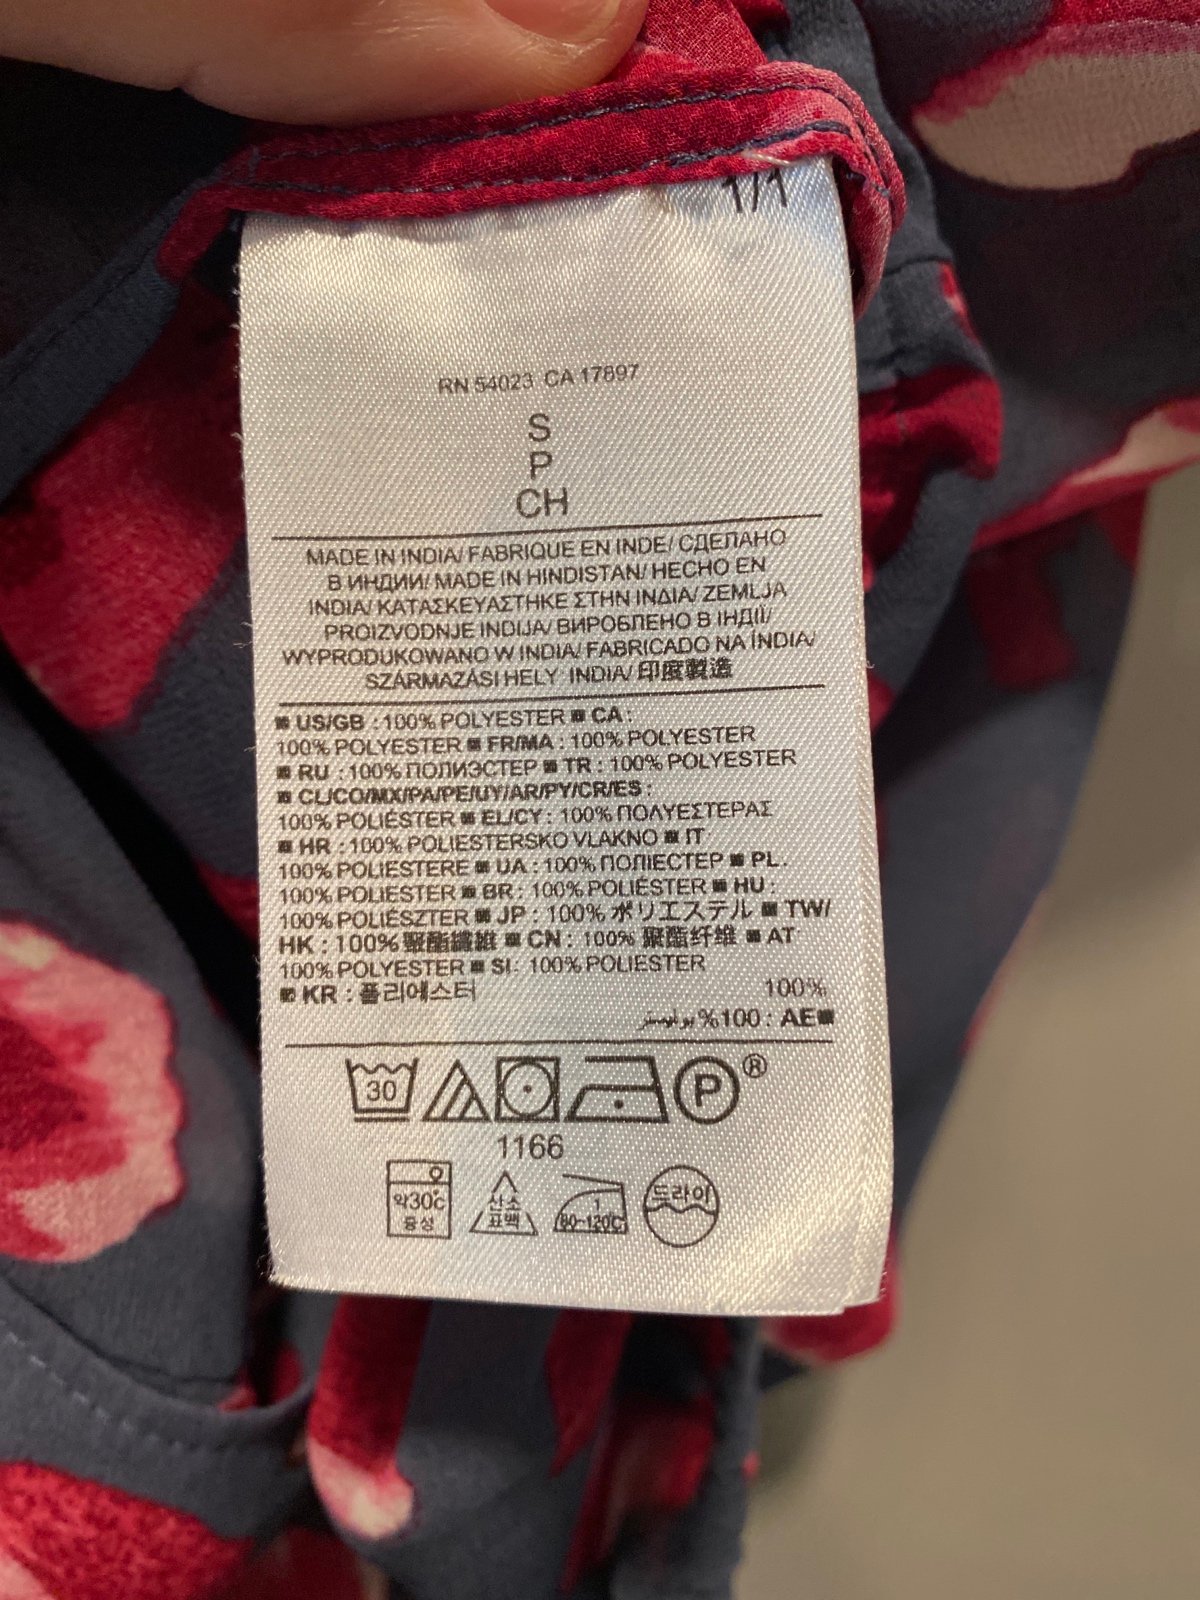 1/1
RN 54023 CA 17897
S
P
CH
MADE IN INDIA/ FABRIQUE EN INDE/ СДЕЛАНО
В ИНДИИ/ MADE IN HINDISTAN/ HECHO EN
INDIA/ ΚΑΤΑΣΚΕΥΑΣΤΗΚΕ ΣΤΗΝ ΙΝΔΙΑ/ ZEMLJA
PROIZVODNJE INDIJA/ ВИРОБЛЕНО В ІНДІЇ/
WYPRODUKOWANO W INDIA/ FABRICADO NA ÍNDIA/
SZÁRMAZÁSI HELY INDIA/ 印度製造
■ US/GB : 100% POLYESTER ■ CA :
100% POLYESTER ■ FR/MA : 100% POLYESTER
■ RU : 100% ПОЛИЭСТЕР ■ TR : 100% POLYESTER
■ CL/CO/MX/PA/PE/UY/AR/PY/CR/ES :
100% POLIÉSTER ■ EL/CY : 100% ΠΟΛΥΕΣΤΕΡΑΣ
■ HR : 100% POLIESTERSKO VLAKNO ■ IT
100% POLIESTERE ■ UA : 100% ПОЛІЕСТЕР ■ PL.
100% POLIESTER ■ BR : 100% POLIÉSTER ■ HU :
100% POLIÉSZTER ■ JP : 100% ポリエステル ■ TW/
HK : 100% 聚酯纖維 ■ CN : 100% 聚酯纤维 ■ AT
100% POLYESTER ■ SI : 100% POLIESTER
■ KR : 폴리에스터 100%
■AE : 100% بوليستر
30 P ®
1166
약30℃ 중성 산소 표백 1 80~120℃ 드라이